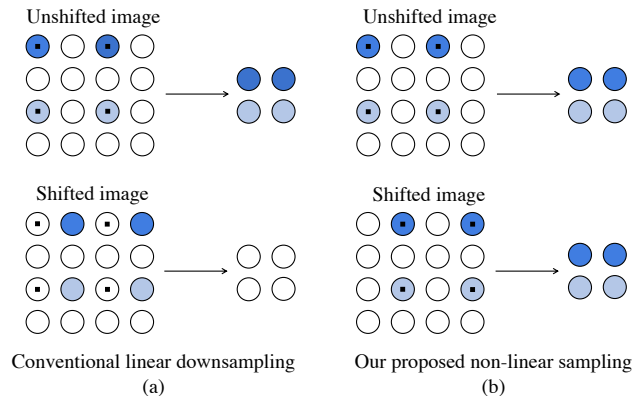 Unshifted image
Shifted image
Conventional linear downsampling
(a)
Unshifted image
Shifted image
Our proposed non-linear sampling
(b)